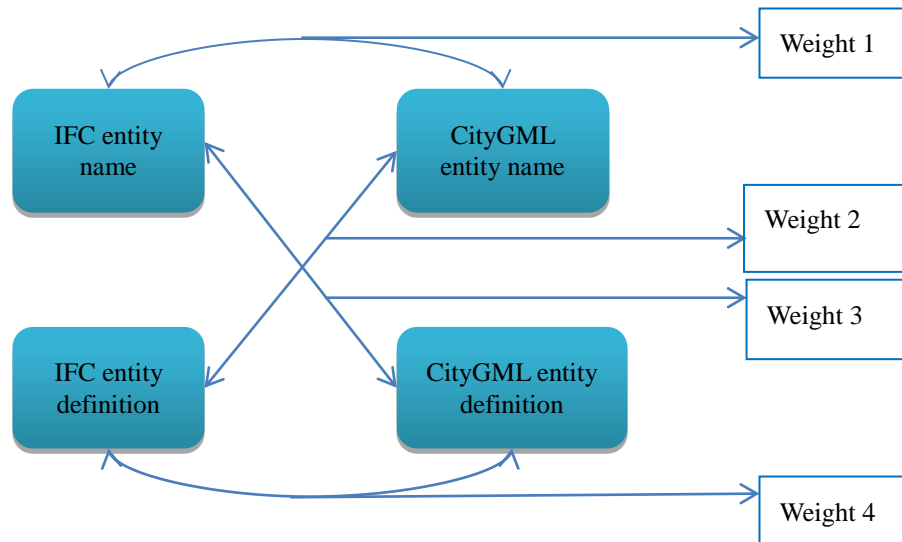 Weight 1
IFC entity
name
CityGML
entity name
Weight 2
Weight 3
IFC entity
definition
CityGML entity
definition
Weight 4